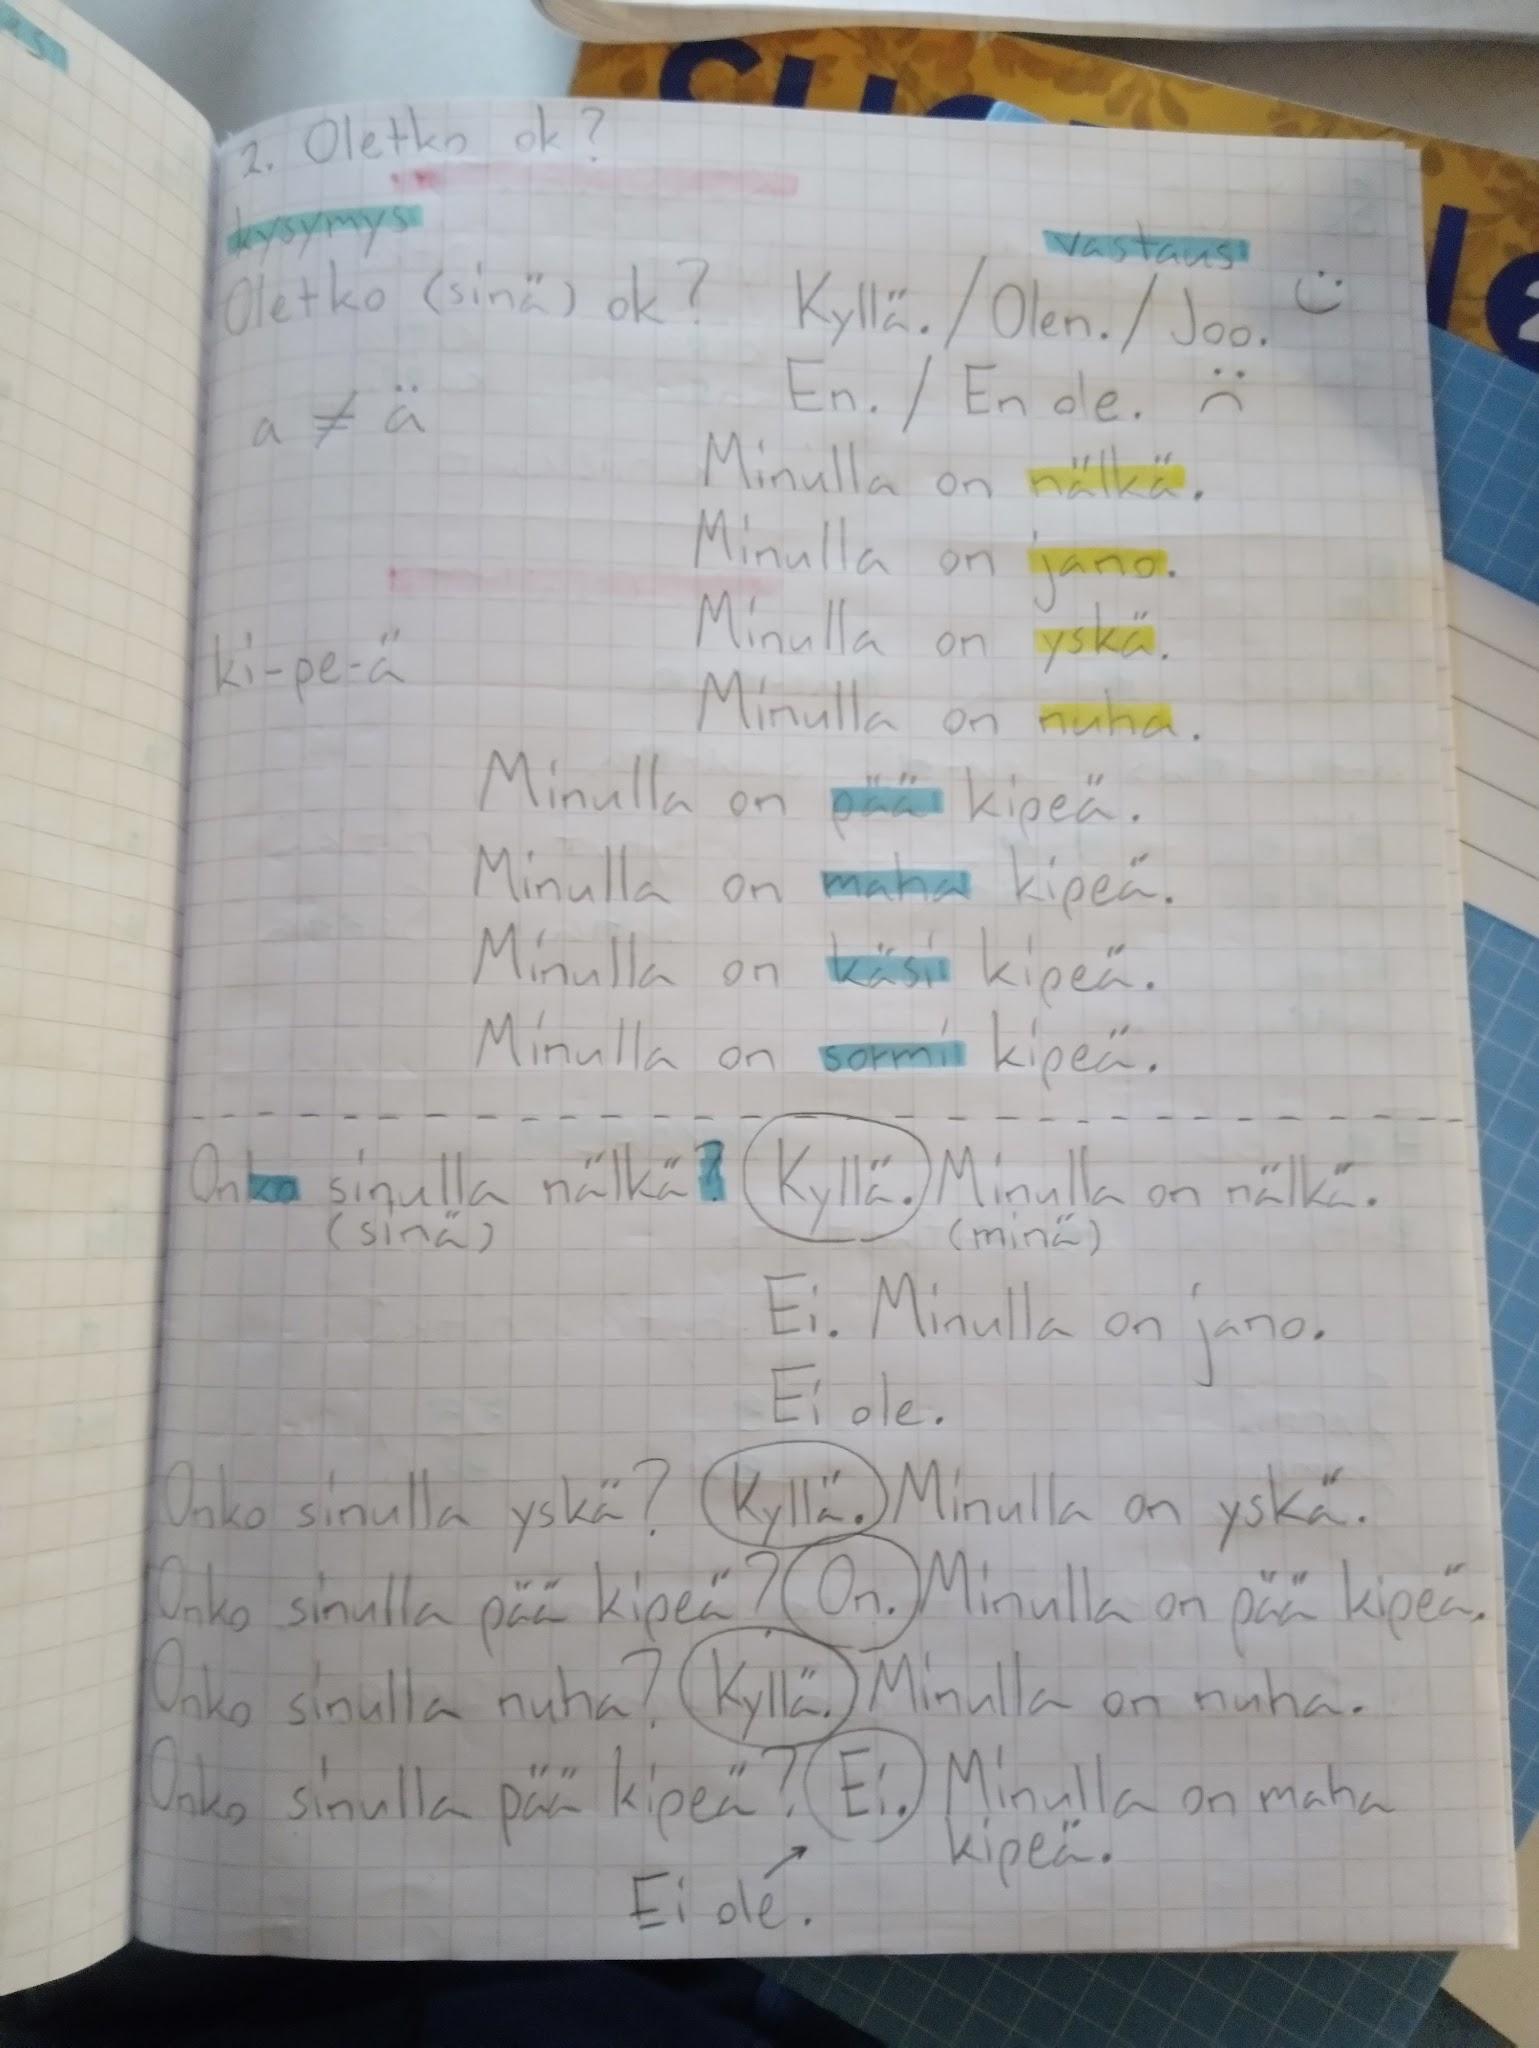 2. Oletko ok?
kysymys
vastaus
Oletko (sinä) ok? Kyllä. / Olen. / Joo.
En. / En ole.
a ≠ ä
Minulla on nälkä.
Minulla on jano.
Minulla on yskä.
ki-pe-ä
Minulla on nuha.
Minulla on pää kipeä.
Minulla on maha kipeä.
Minulla on käsi kipeä.
Minulla on sormi kipeä.
Onko sinulla nälkä? Kyllä. Minulla on nälkä.
(sinä) (minä)
Ei. Minulla on jano.
Ei ole.
Onko sinulla yskä? Kyllä. Minulla on yskä.
Onko sinulla pää kipeä? On. Minulla on pää kipeä.
Onko sinulla nuha? Kyllä. Minulla on nuha.
Onko sinulla pää kipeä? Ei. Minulla on maha
kipeä.
Ei ole.